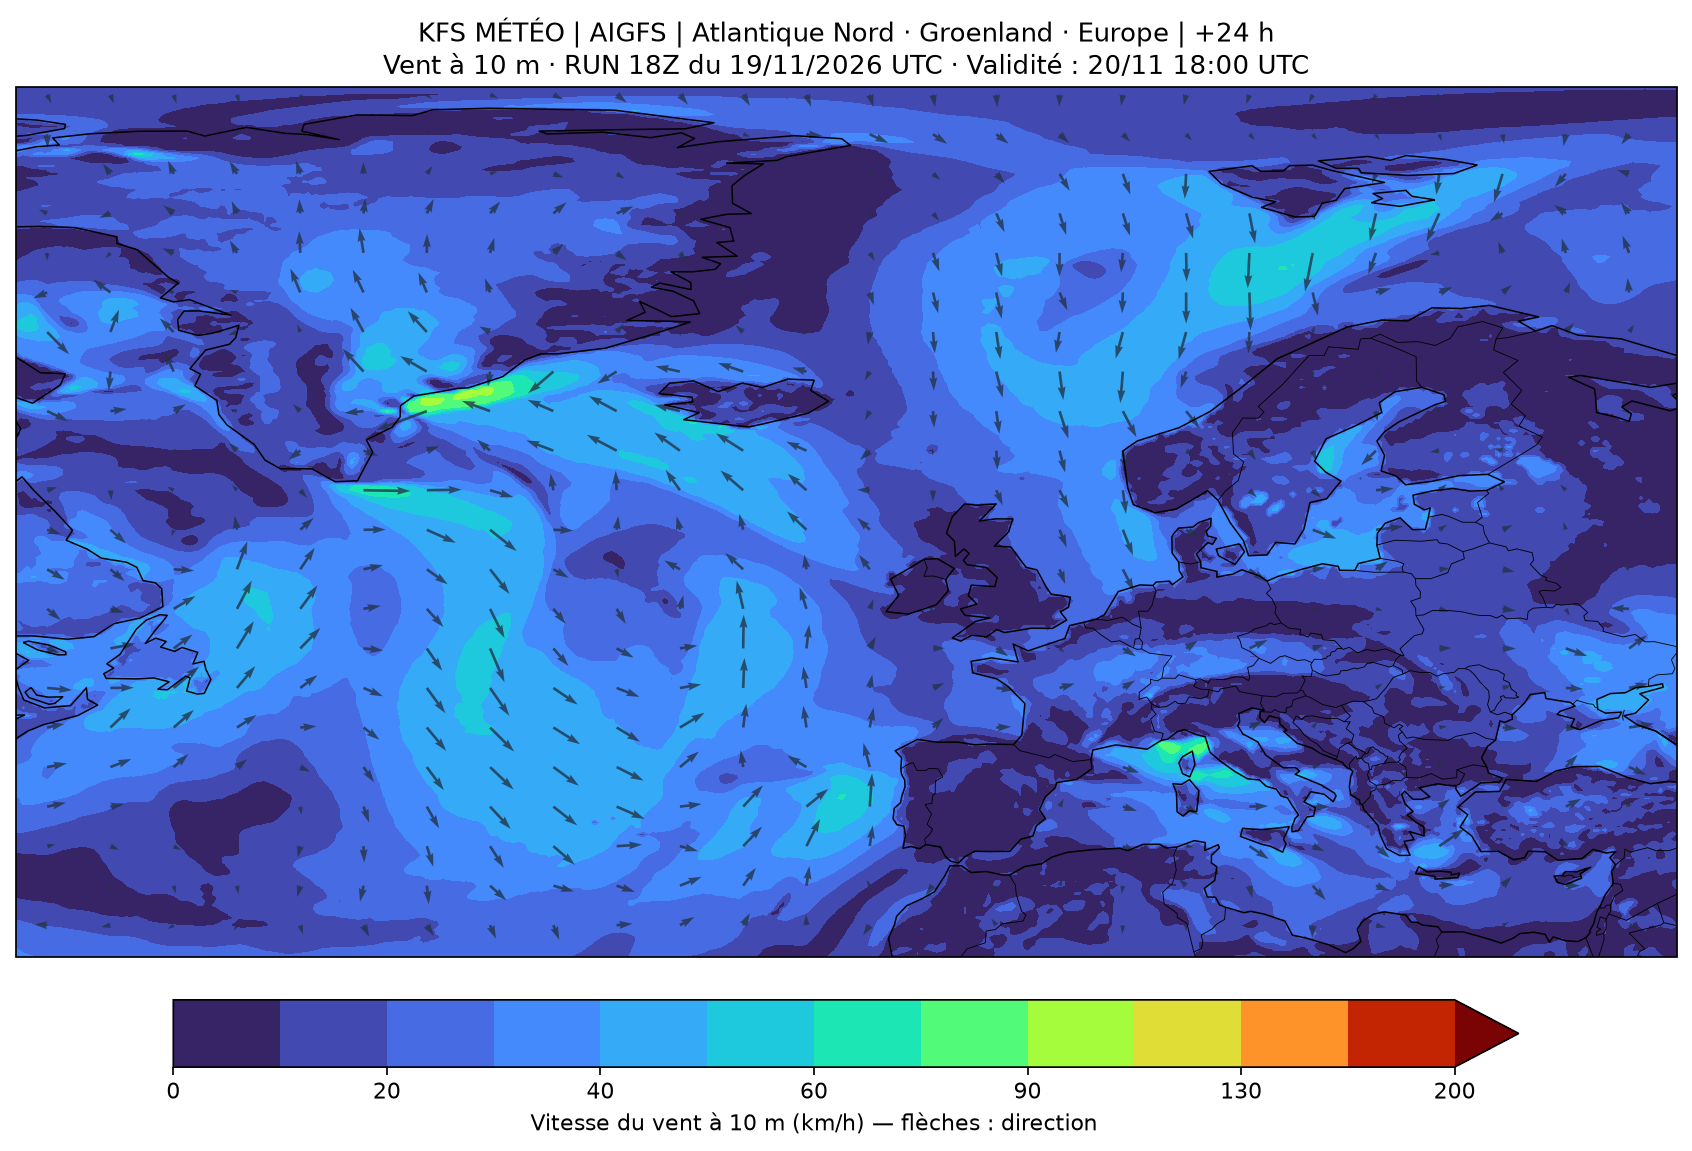 KFS MÉTÉO | AIGFS | Atlantique Nord · Groenland · Europe | +24 h
Vent à 10 m · RUN 18Z du 19/11/2026 UTC · Validité : 20/11 18:00 UTC
0 20 40 60 90 130 200
Vitesse du vent à 10 m (km/h) — flèches : direction